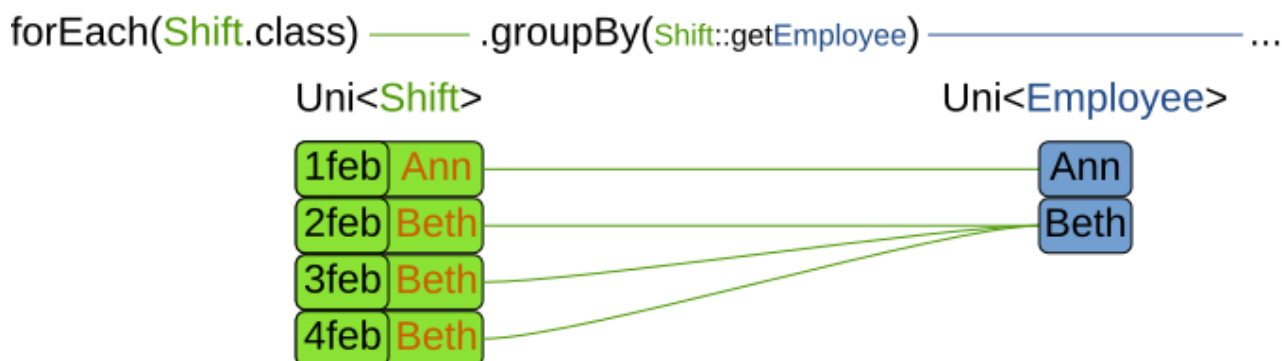 forEach(Shift.class) .groupBy(Shift::getEmployee) ...
Uni<Shift> Uni<Employee>
1feb Ann Ann
2feb Beth Beth
3feb Beth
4feb Beth